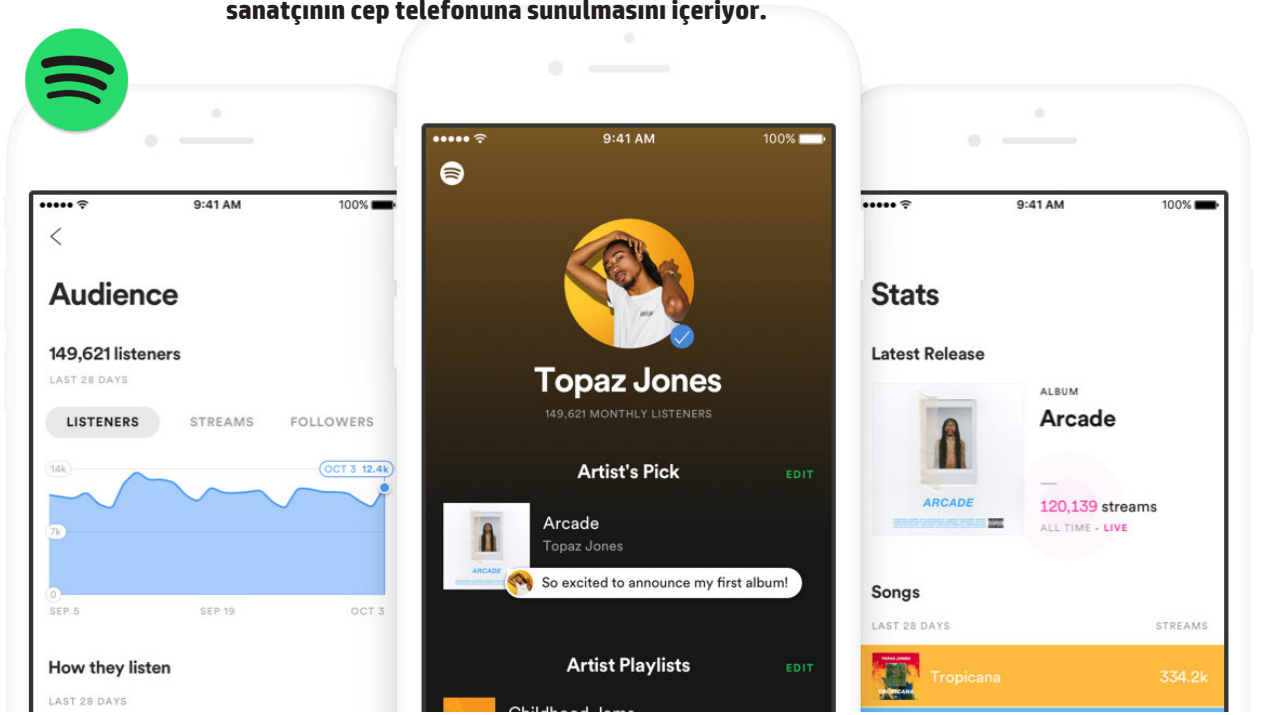 sanatçının cep telefonuna sunulmasını içeriyor.
9:41 AM 100%
Audience
149,621 listeners
LAST 28 DAYS
LISTENERS STREAMS FOLLOWERS
14k
OCT 3 12.4k
7k
0
SEP 5 SEP 19 OCT 3
How they listen
LAST 28 DAYS
9:41 AM 100%
Topaz Jones
149,621 MONTHLY LISTENERS
Artist's Pick EDIT
Arcade
Topaz Jones
ARCADE
So excited to announce my first album!
Artist Playlists EDIT
Childhood Jams
9:41 AM 100%
Stats
Latest Release
ALBUM
Arcade
ARCADE
120,139 streams
ALL TIME • LIVE
Songs
LAST 28 DAYS STREAMS
TOPAZ JONES
TROPICANA
Tropicana 334.2k